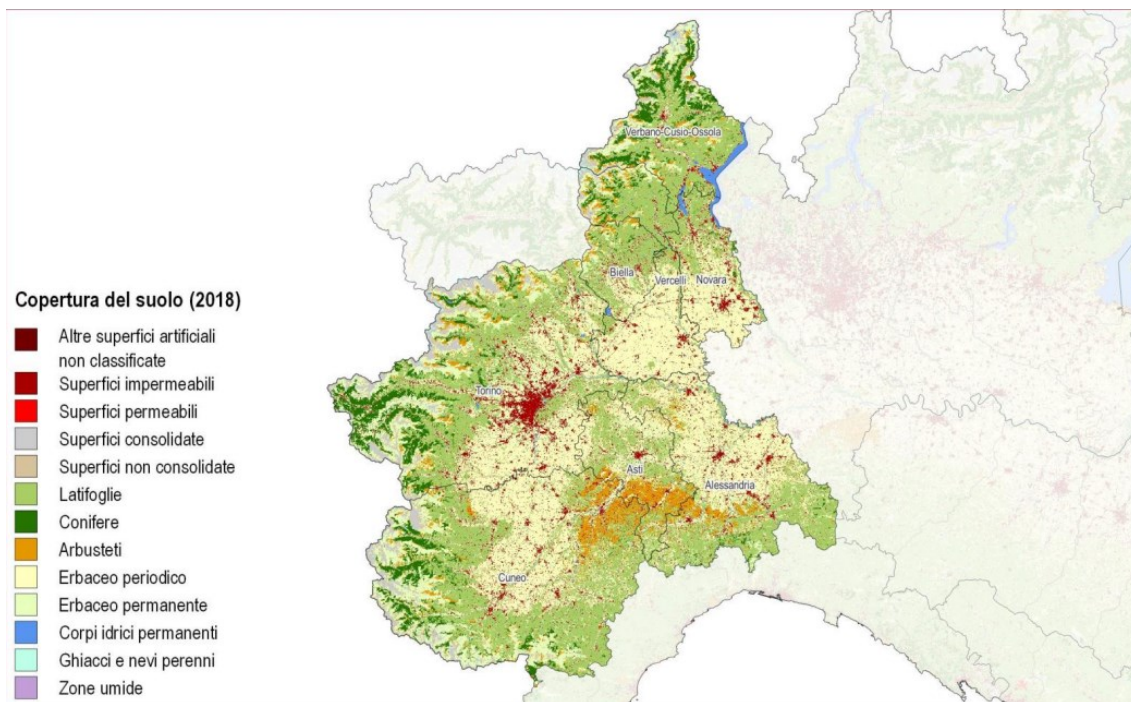 Verbano-Cusio-Ossola
Biella
Vercelli
Novara
Torino
Asti
Alessandria
Cuneo
Copertura del suolo (2018)
Altre superfici artificiali
non classificate
Superfici impermeabili
Superfici permeabili
Superfici consolidate
Superfici non consolidate
Latifoglie
Conifere
Arbusteti
Erbaceo periodico
Erbaceo permanente
Corpi idrici permanenti
Ghiacci e nevi perenni
Zone umide